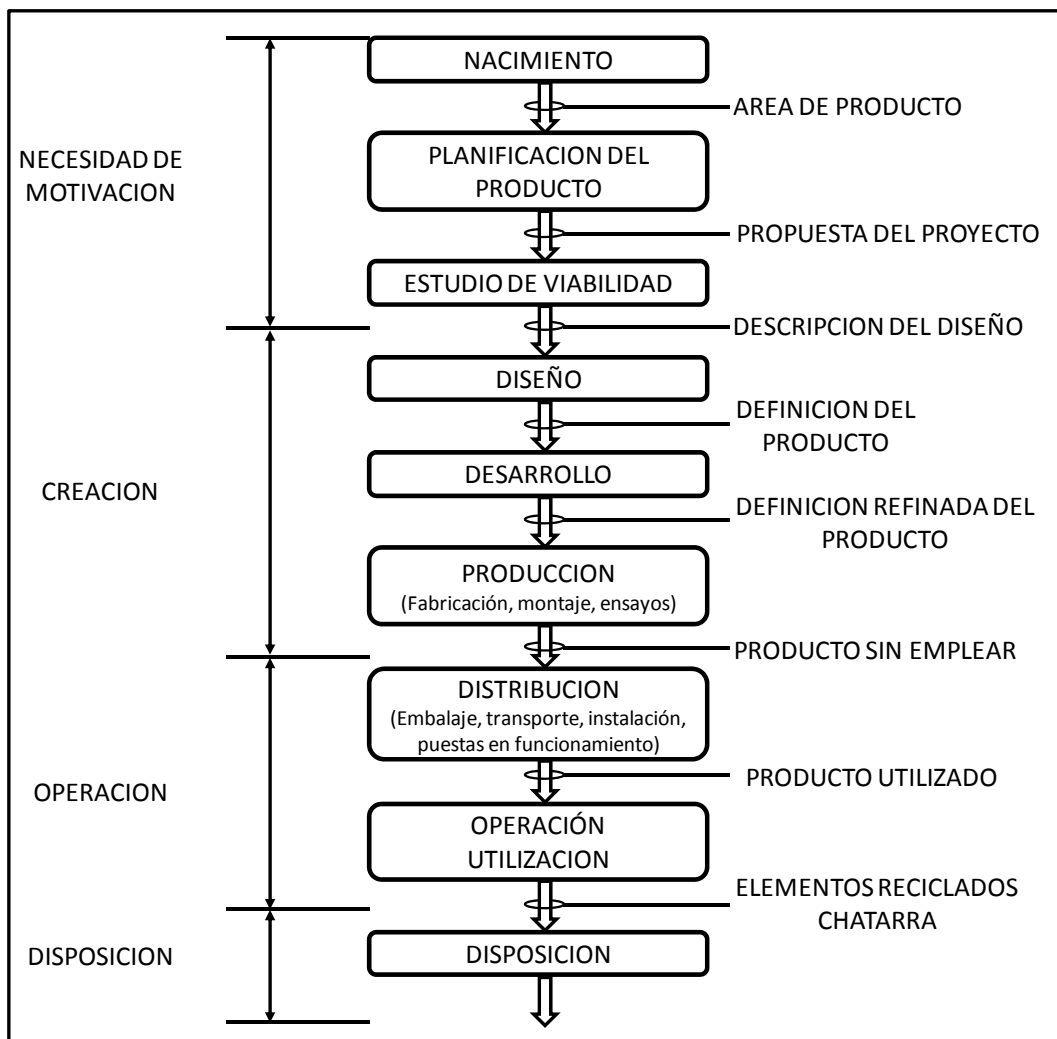 NACIMIENTO
AREA DE PRODUCTO
PLANIFICACION DEL
PRODUCTO
NECESIDAD DE
MOTIVACION
PROPUESTA DEL PROYECTO
ESTUDIO DE VIABILIDAD
DESCRIPCION DEL DISEÑO
DISEÑO
DEFINICION DEL
PRODUCTO
DESARROLLO
CREACION
DEFINICION REFINADA DEL
PRODUCTO
PRODUCCION
(Fabricación, montaje, ensayos)
PRODUCTO SIN EMPLEAR
DISTRIBUCION
(Embalaje, transporte, instalación,
puestas en funcionamiento)
PRODUCTO UTILIZADO
OPERACION
OPERACIÓN
UTILIZACION
ELEMENTOS RECICLADOS
CHATARRA
DISPOSICION
DISPOSICION